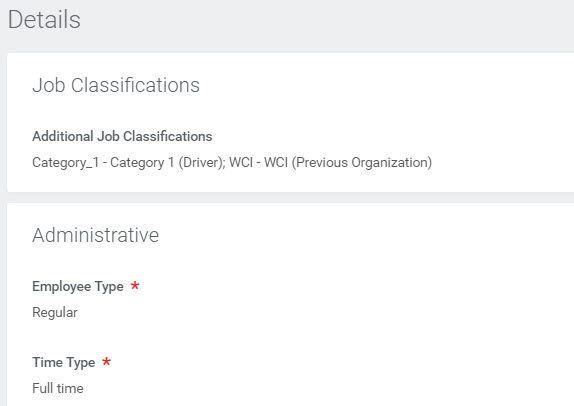 Details
Job Classifications
Additional Job Classifications
Category_1 - Category 1 (Driver); WCI - WCI (Previous Organization)
Administrative
Employee Type *
Regular
Time Type *
Full time